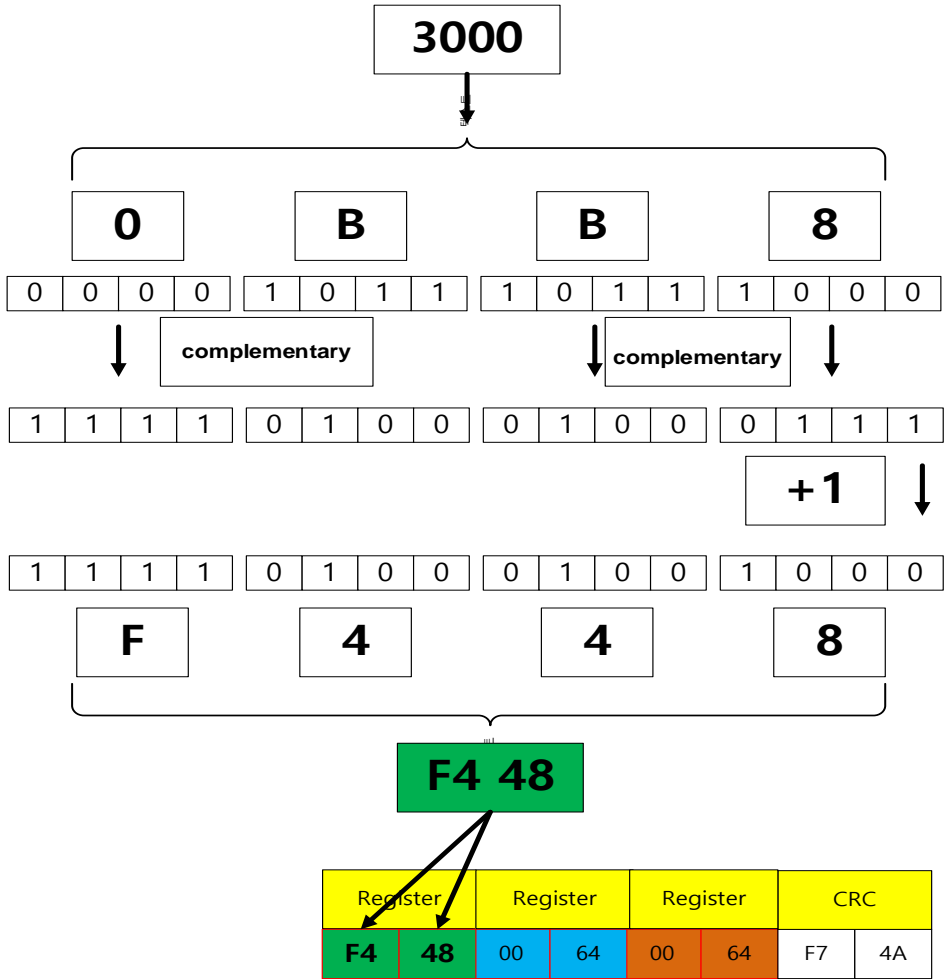 3000
0 B B 8
0 0 0 0 1 0 1 1 1 0 1 1 1 0 0 0
complementary complementary
1 1 1 1 0 1 0 0 0 1 0 0 0 1 1 1
+1
1 1 1 1 0 1 0 0 0 1 0 0 1 0 0 0
F 4 4 8
F4 48
Register Register Register CRC
F4 48 00 64 00 64 F7 4A